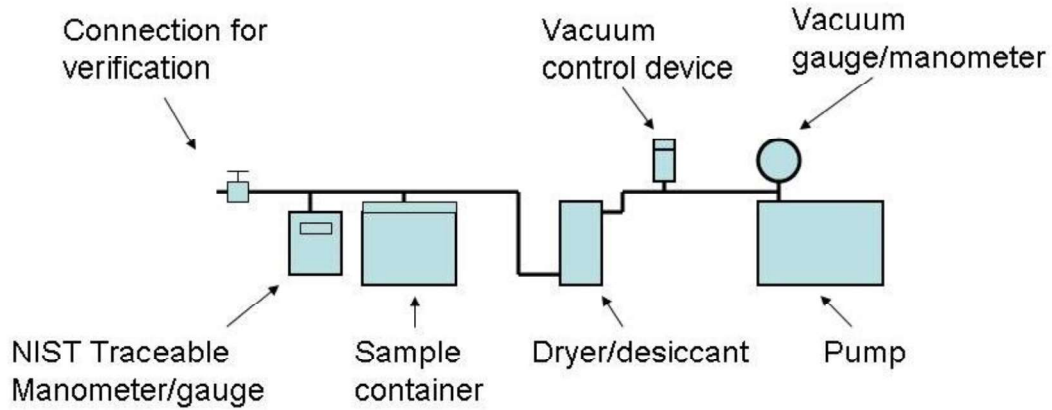 Connection for
verification
Vacuum
control device
Vacuum
gauge/manometer
NIST Traceable
Manometer/gauge
Sample
container
Dryer/desiccant
Pump